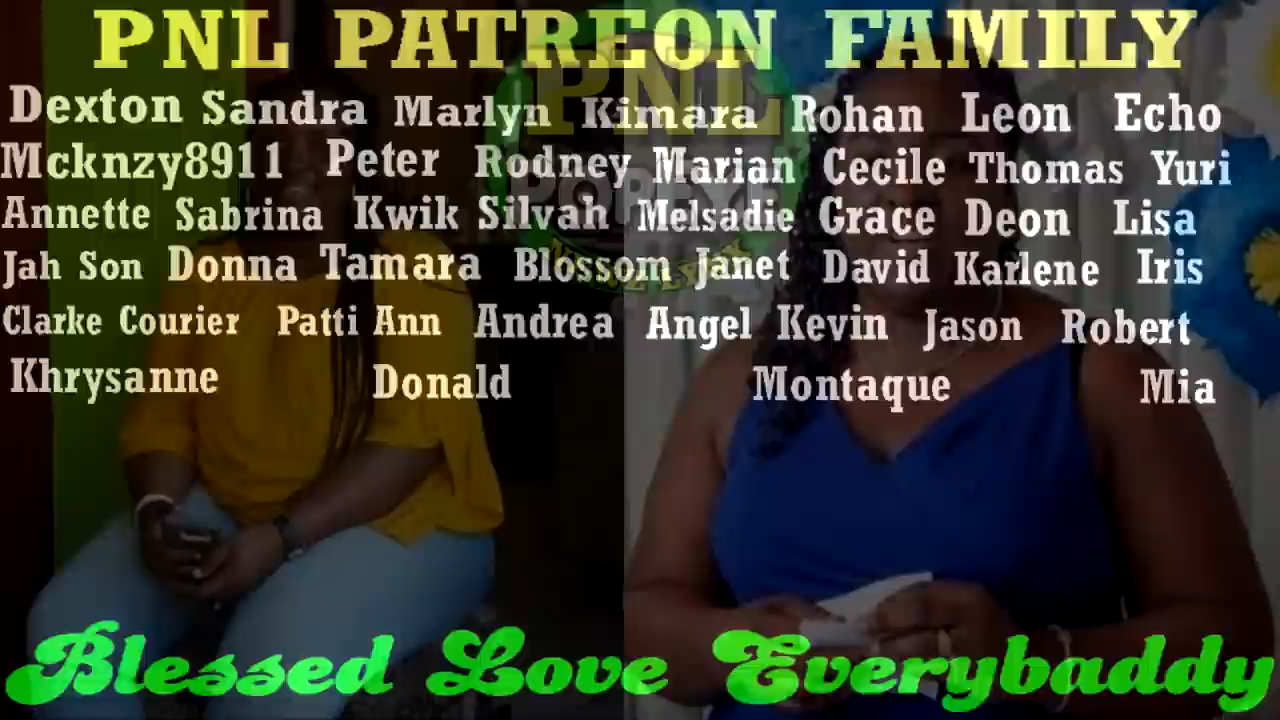 PNL PATREON FAMILY
Dexton Sandra Marlyn Kimara Rohan Leon Echo
Mcknzy8911 Peter Rodney Marian Cecile Thomas Yuri
Annette Sabrina Kwik Silvah Melsadie Grace Deon Lisa
Jah Son Donna Tamara Blossom Janet David Karlene Iris
Clarke Courier Patti Ann Andrea Angel Kevin Jason Robert
Khrysanne Donald Montaque Mia
PNL
Blessed Love Everybaddy